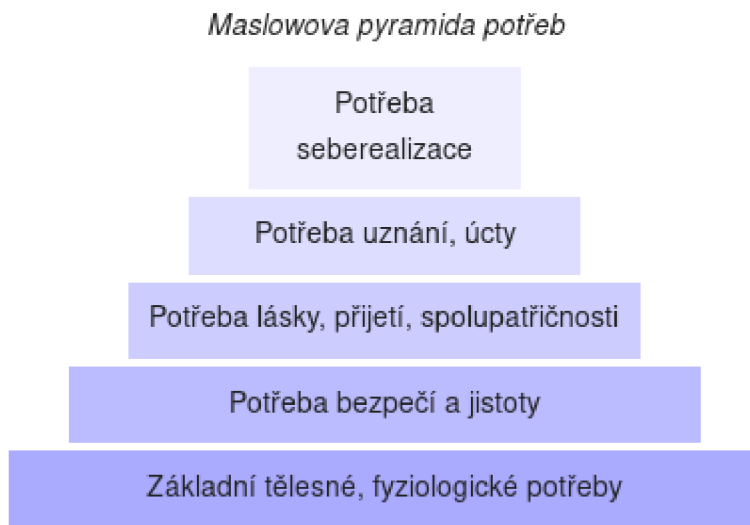 Maslowova pyramida potřeb
Potřeba
seberealizace
Potřeba uznání, úcty
Potřeba lásky, přijetí, spolupatřičnosti
Potřeba bezpečí a jistoty
Základní tělesné, fyziologické potřeby